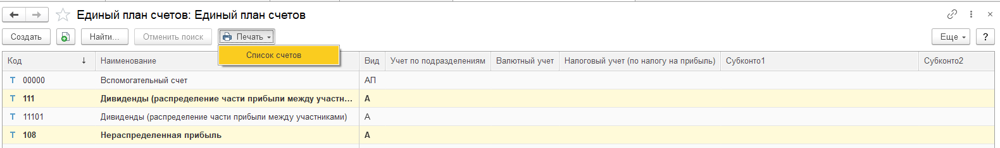 Единый план счетов: Единый план счетов
Создать Найти... Отменить поиск Печать Еще ?
Список счетов
Код Наименование Вид Учет по подразделениям Валютный учет Налоговый учет (по налогу на прибыль) Субконто1 Субконто2
Т 00000 Вспомогательный счет АП
Т 111 Дивиденды (распределение части прибыли между участн... А
Т 11101 Дивиденды (распределение части прибыли между участниками) А
Т 108 Нераспределенная прибыль А